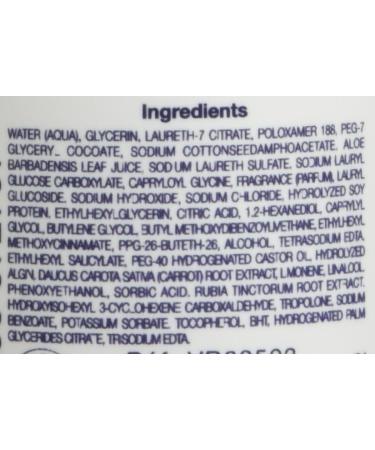 Ingredients
WATER (AQUA), GLYCERIN, LAURETH-7 CITRATE, POLOXAMER 188, PEG-7
GLYCERYL COCOATE, SODIUM COTTONSEEDAMPHOACETATE, ALOE
BARBADENSIS LEAF JUICE, SODIUM LAURETH SULFATE, SODIUM LAURYL
GLUCOSE CARBOXYLATE, CAPRYLOYL GLYCINE, FRAGRANCE (PARFUM), LAURYL
GLUCOSIDE, SODIUM HYDROXIDE, SODIUM CHLORIDE, HYDROLYZED SOY
PROTEIN, ETHYLHEXYLGLYCERIN, CITRIC ACID, 1,2-HEXANEDIOL, CAPRYLYL
GLYCOL, BUTYLENE GLYCOL, BUTYL METHOXYDIBENZOYLMETHANE, ETHYLHEXYL
METHOXYCINNAMATE, PPG-26-BUTETH-26, ALCOHOL, TETRASODIUM EDTA,
ETHYLHEXYL SALICYLATE, PEG-40 HYDROGENATED CASTOR OIL, HYDROLYZED
ALGIN, DAUCUS CAROTA SATIVA (CARROT) ROOT EXTRACT, LIMONENE, LINALOOL,
PHENOXYETHANOL, SORBIC ACID, RUBIA TINCTORUM ROOT EXTRACT,
HYDROXYISOHEXYL 3-CYCLOHEXENE CARBOXALDEHYDE, TROPOLONE, SODIUM
BENZOATE, POTASSIUM SORBATE, TOCOPHEROL, BHT, HYDROGENATED PALM
GLYCERIDES CITRATE, TRISODIUM EDTA.